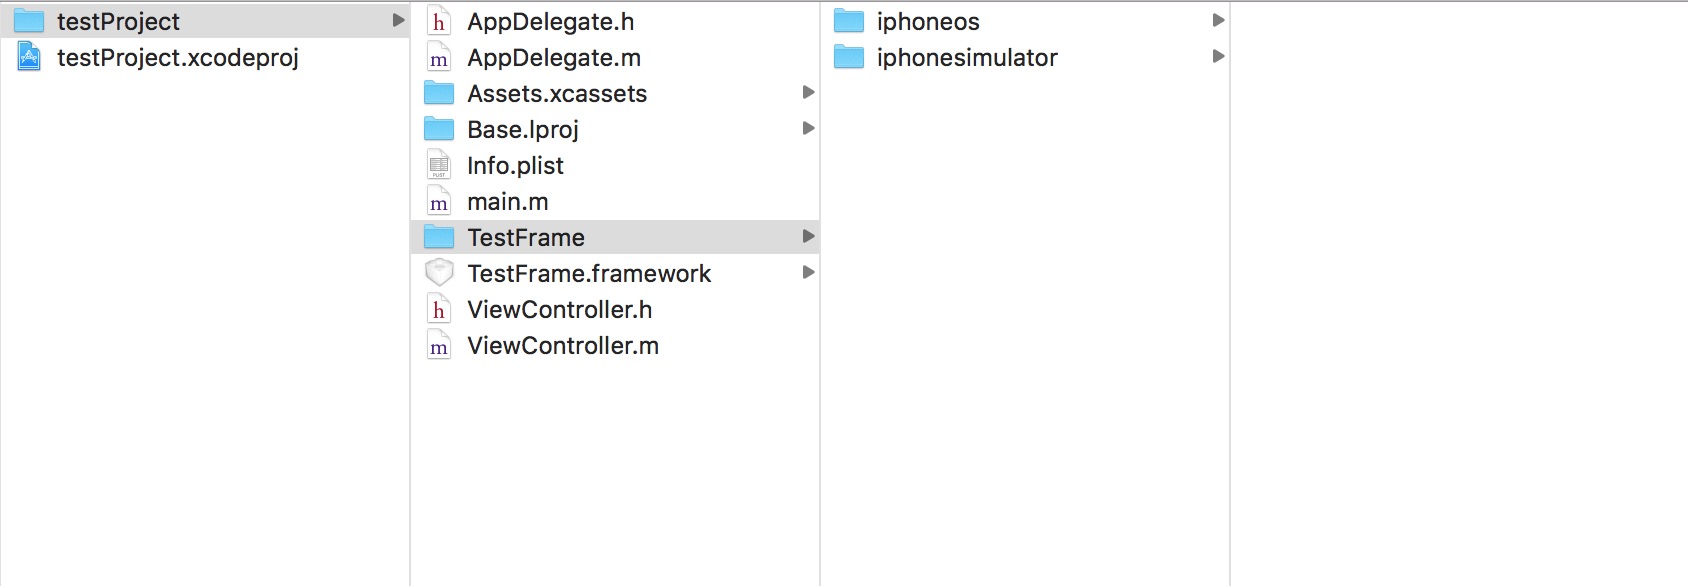 testProject
testProject.xcodeproj
h AppDelegate.h
m AppDelegate.m
Assets.xcassets
Base.lproj
PLIST Info.plist
m main.m
TestFrame
TestFrame.framework
h ViewController.h
m ViewController.m
iphoneos
iphonesimulator